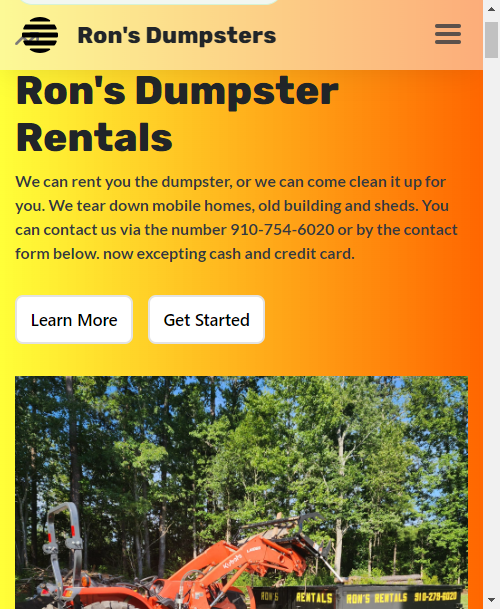 Ron's Dumpsters
Ron's Dumpster
Rentals
We can rent you the dumpster, or we can come clean it up for
you. We tear down mobile homes, old building and sheds. You
can contact us via the number 910-754-6020 or by the contact
form below. now excepting cash and credit card.
Learn More
Get Started
Kubota
RON'S RENTALS RON'S RENTALS 910-279-6020